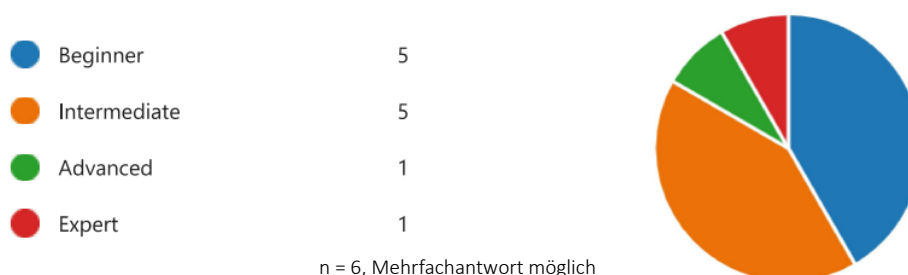 Beginner 5
Intermediate 5
Advanced 1
Expert 1
n = 6, Mehrfachantwort möglich